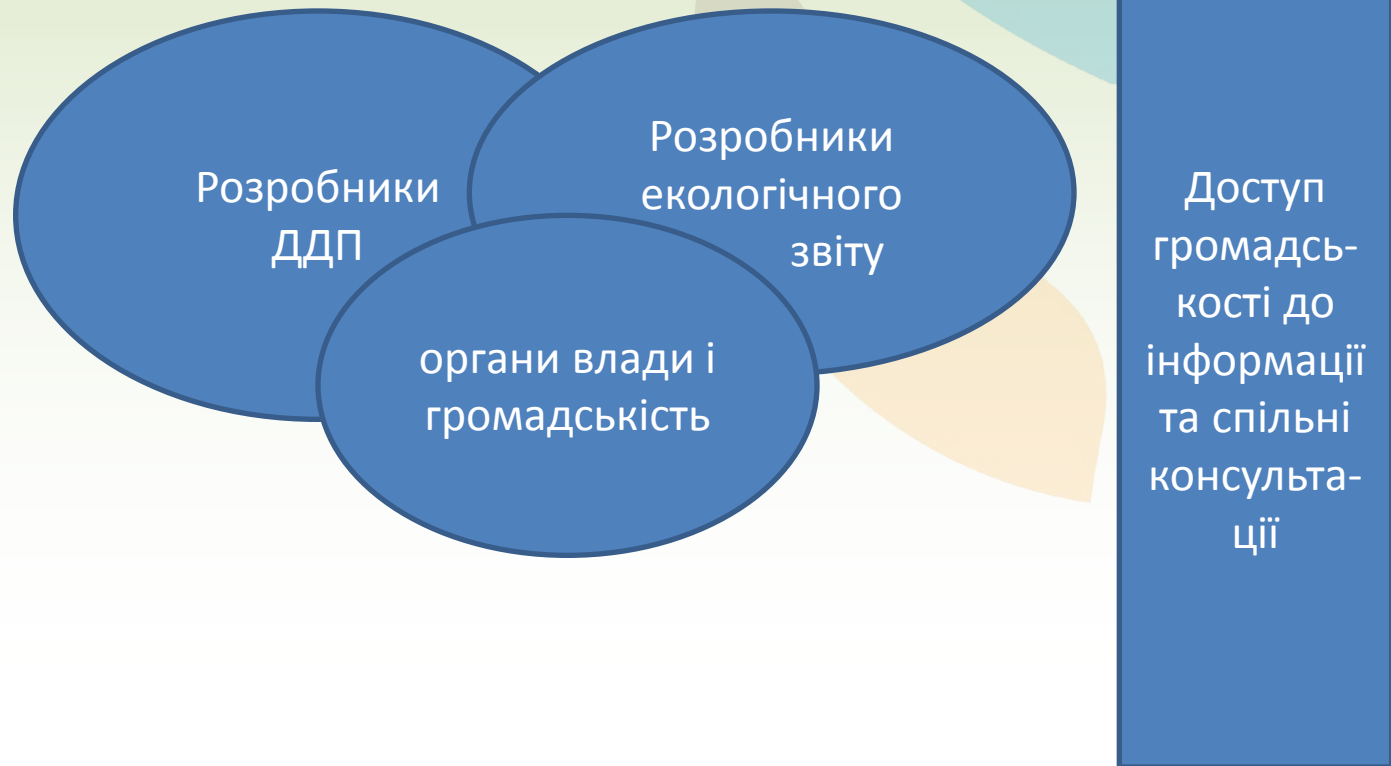 Розробники
ДДП
Розробники
екологічного
звіту
органи влади і
громадськість
Доступ
громадсь-
кості до
інформації
та спільні
консульта-
ції